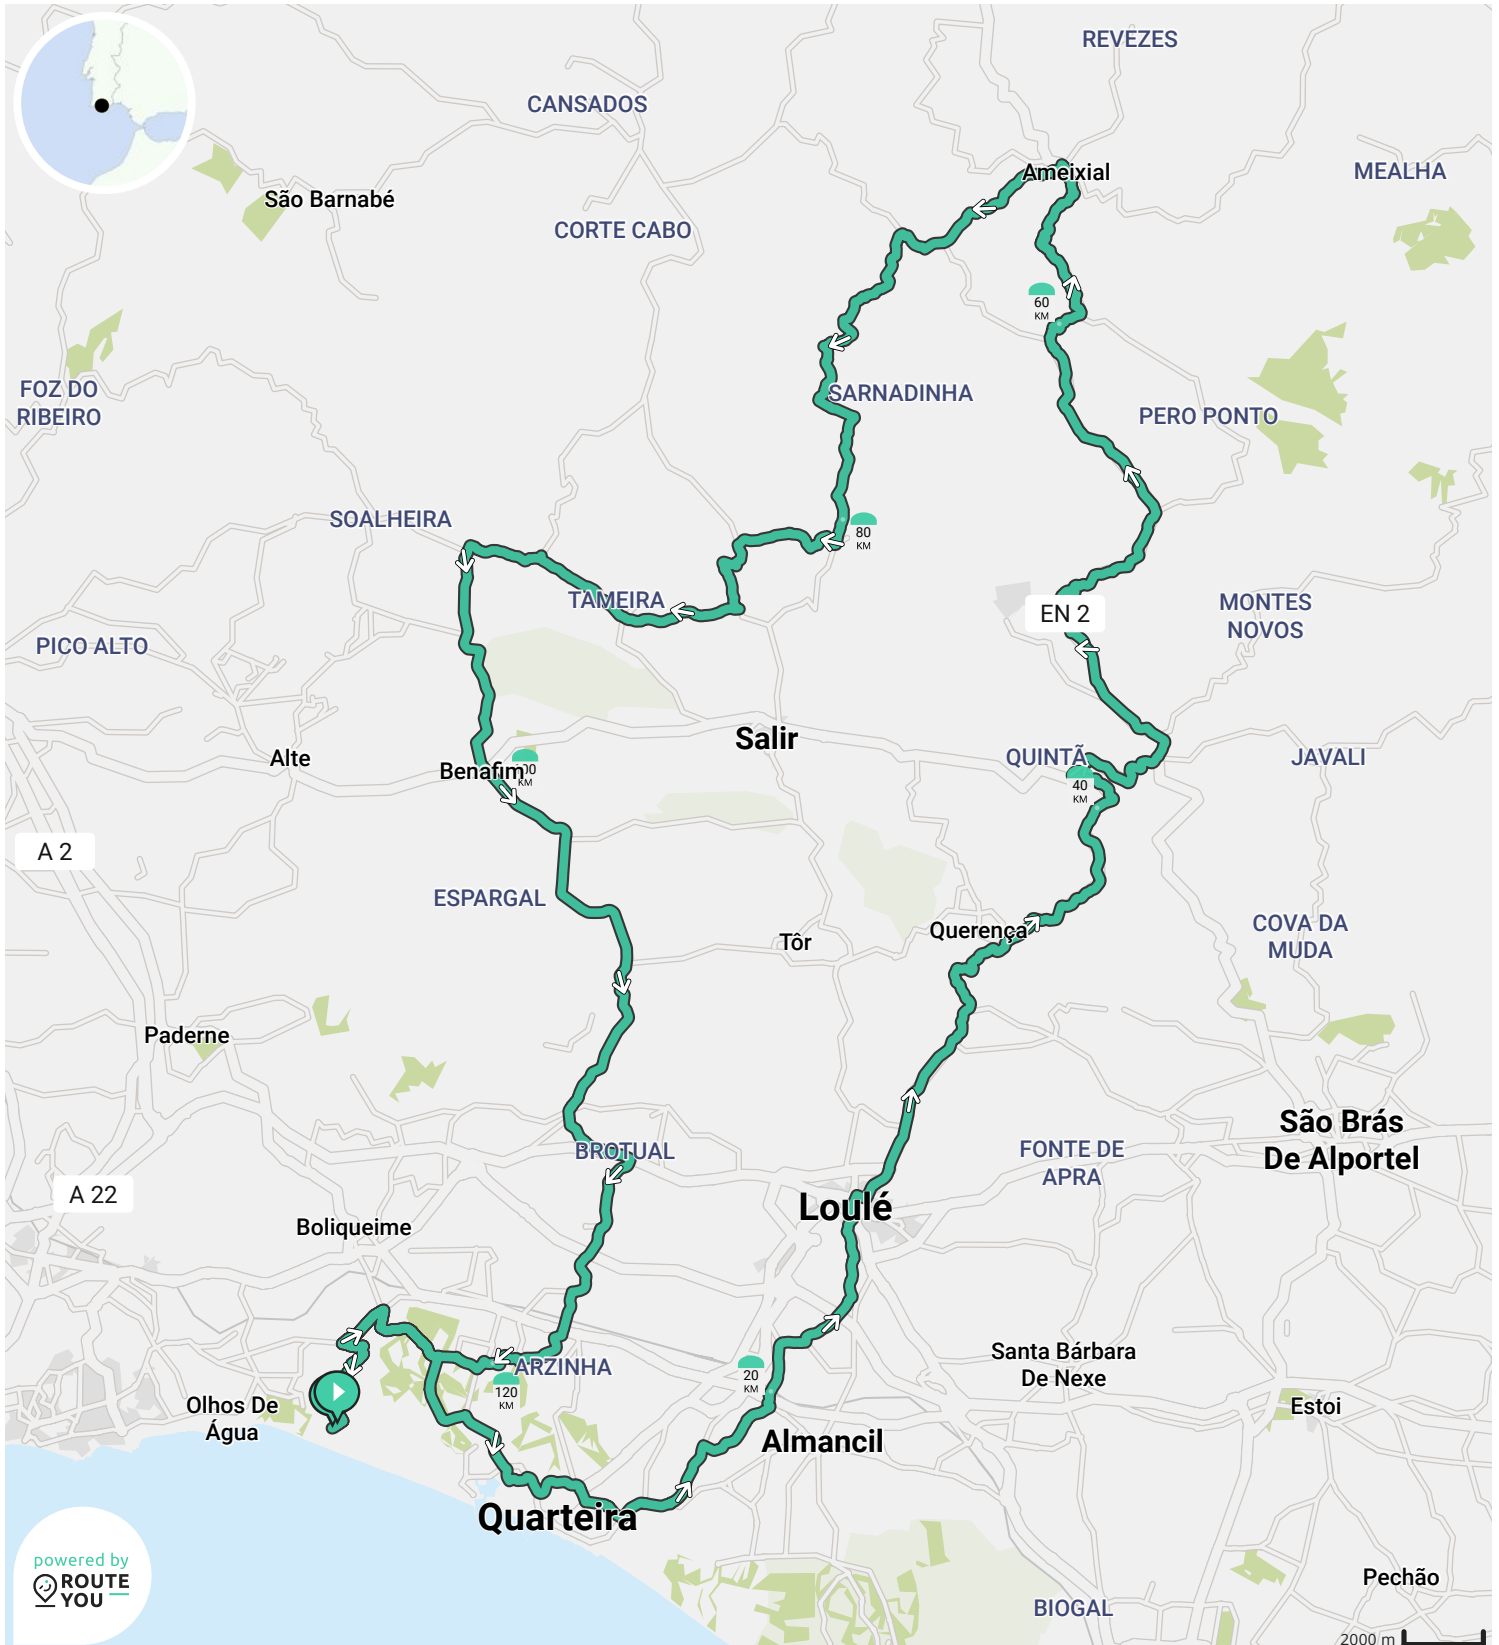 REVEZES
CANSADOS
Ameixial
MEALHA
São Barnabé
CORTE CABO
60
KM
FOZ DO
RIBEIRO
SARNADINHA
PERO PONTO
SOALHEIRA
80
KM
TAMEIRA
EN 2
MONTES
NOVOS
PICO ALTO
Salir
Alte
QUINTÃ
JAVALI
Benafim
00
KM
40
KM
A 2
ESPARGAL
Tôr
Querença
COVA DA
MUDA
Paderne
São Brás
De Alportel
BROTUAL
FONTE DE
APRA
A 22
Loulé
Boliqueime
ARZINHA
20
KM
Santa Bárbara
De Nexe
120
KM
Olhos De
Água
Estoi
Almancil
Quarteira
powered by
ROUTE
YOU
Pechão
BIOGAL
2000 m